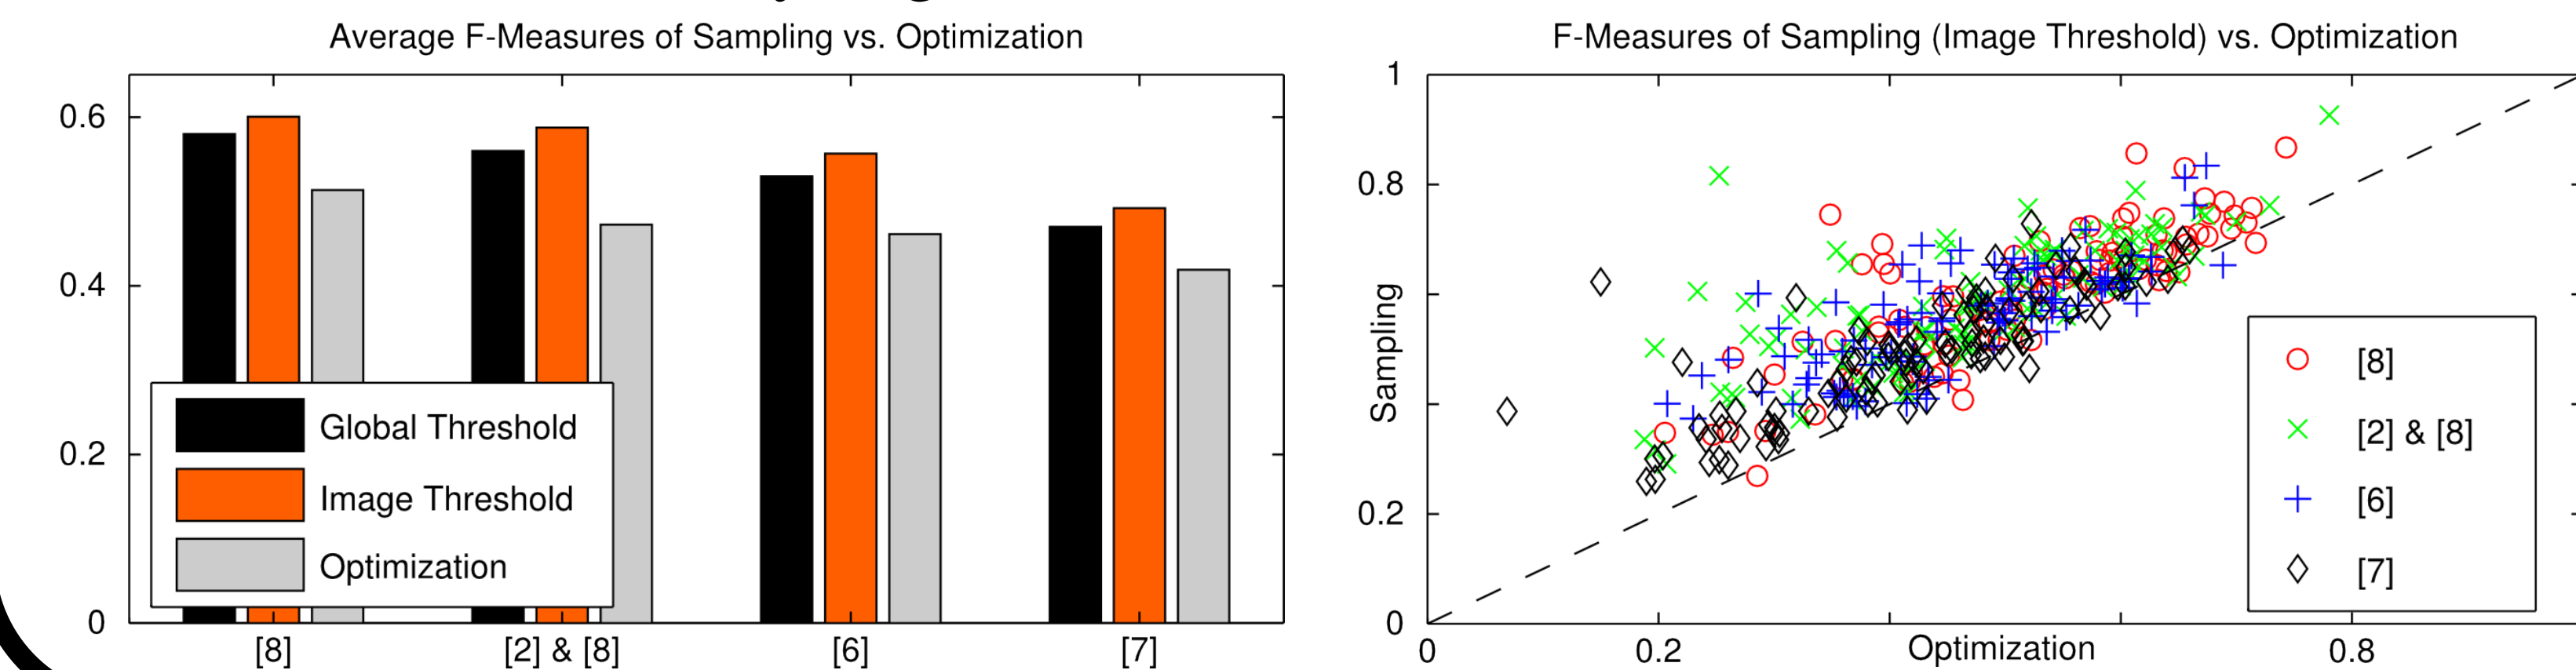 Average F-Measures of Sampling vs. Optimization
0.6
0.4
0.2
0
Global Threshold
Image Threshold
Optimization
[8]
[2] & [8]
[6]
[7]
F-Measures of Sampling (Image Threshold) vs. Optimization
1
0.8
Sampling
0.2
0
[8]
[2] & [8]
[6]
[7]
0
0.2
Optimization
0.8